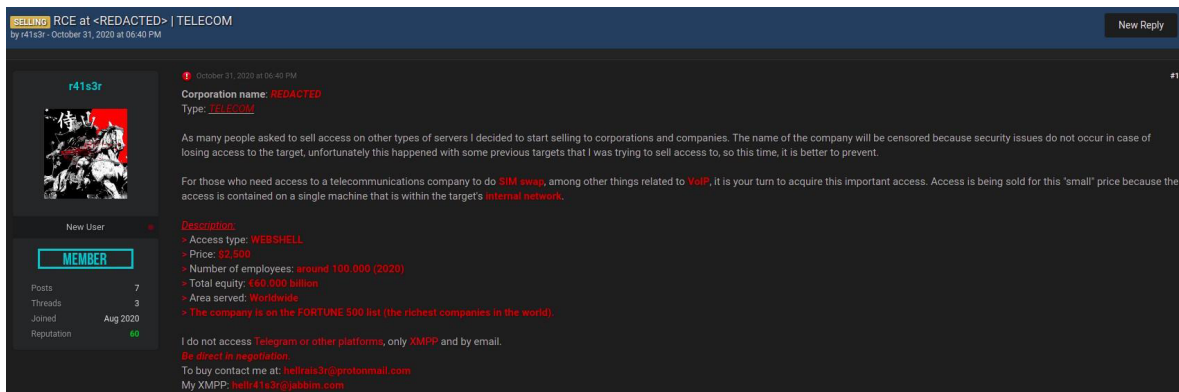 SELLING RCE at <REDACTED> | TELECOM
by r41s3r - October 31, 2020 at 06:40 PM
New Reply
r41s3r
侍山
New User
MEMBER
Posts 7
Threads 3
Joined Aug 2020
Reputation 60
October 31, 2020 at 06:40 PM
#1
Corporation name: REDACTED
Type: TELECOM
As many people asked to sell access on other types of servers I decided to start selling to corporations and companies. The name of the company will be censored because security issues do not occur in case of
losing access to the target, unfortunately this happened with some previous targets that I was trying to sell access to, so this time, it is better to prevent.
For those who need access to a telecommunications company to do SIM swap, among other things related to VoIP, it is your turn to acquire this important access. Access is being sold for this "small" price because the
access is contained on a single machine that is within the target's internal network.
Description:
> Access type: WEBSHELL
> Price: $2,500
> Number of employees: around 100.000 (2020)
> Total equity: €60.000 billion
> Area served: Worldwide
> The company is on the FORTUNE 500 list (the richest companies in the world).
I do not access Telegram or other platforms, only XMPP and by email.
Be direct in negotiation.
To buy contact me at: hellrais3r@protonmail.com
My XMPP: hellr41s3r@jabbim.com